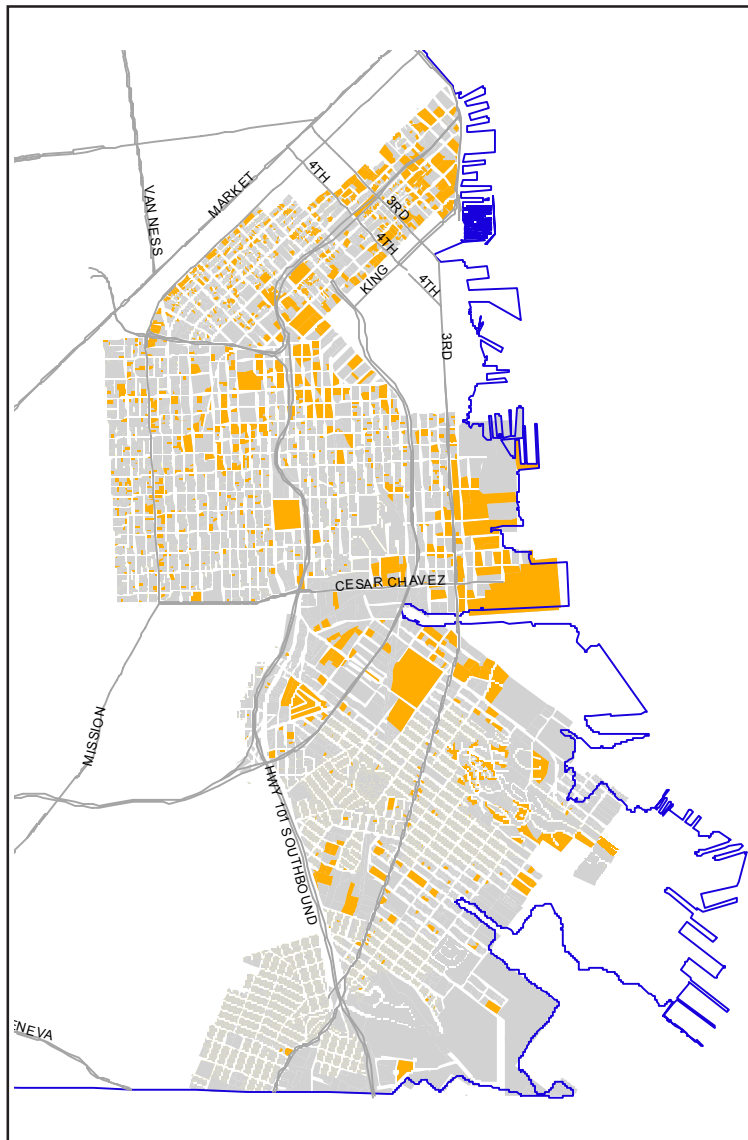 4TH
MARKET
VAN NESS
3RD
4TH
KING
4TH
3RD
CESAR CHAVEZ
MISSION
HWY 101 SOUTHBOUND
ENEVA